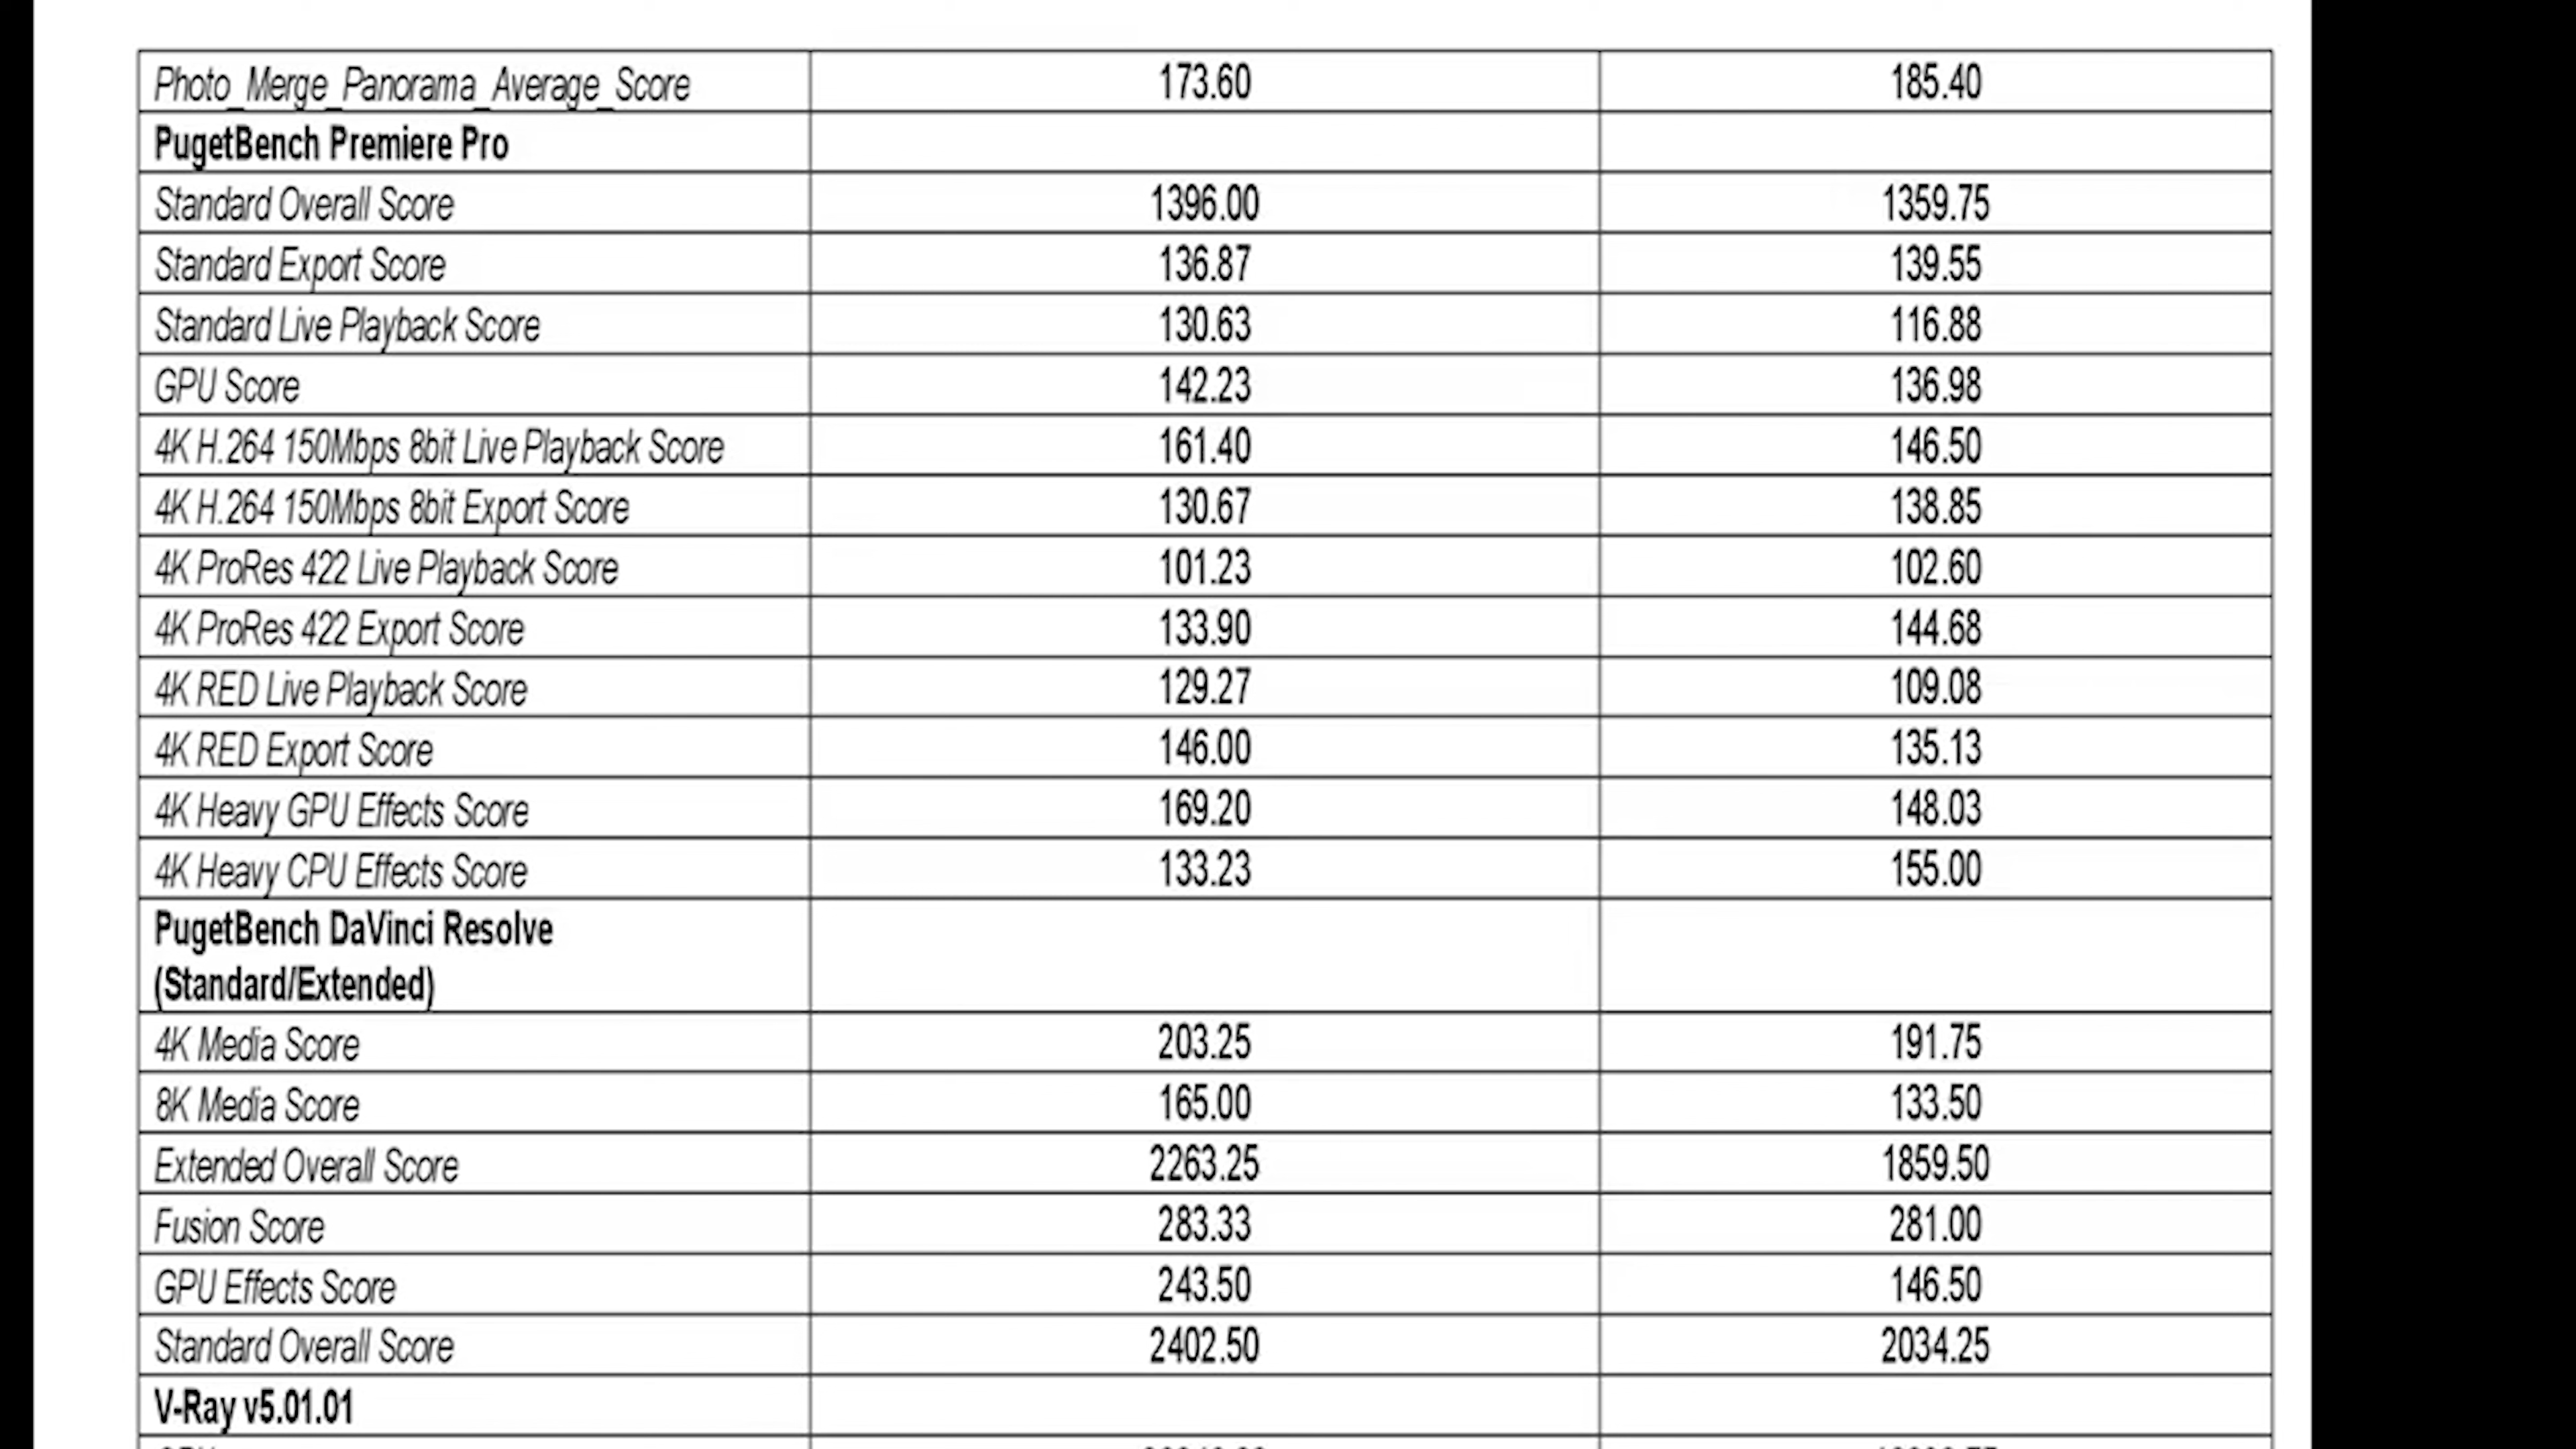 Photo_Merge_Panorama_Average_Score 173.60 185.40
PugetBench Premiere Pro
Standard Overall Score 1396.00 1359.75
Standard Export Score 136.87 139.55
Standard Live Playback Score 130.63 116.88
GPU Score 142.23 136.98
4K H.264 150Mbps 8bit Live Playback Score 161.40 146.50
4K H.264 150Mbps 8bit Export Score 130.67 138.85
4K ProRes 422 Live Playback Score 101.23 102.60
4K ProRes 422 Export Score 133.90 144.68
4K RED Live Playback Score 129.27 109.08
4K RED Export Score 146.00 135.13
4K Heavy GPU Effects Score 169.20 148.03
4K Heavy CPU Effects Score 133.23 155.00
PugetBench DaVinci Resolve
(Standard/Extended)
4K Media Score 203.25 191.75
8K Media Score 165.00 133.50
Extended Overall Score 2263.25 1859.50
Fusion Score 283.33 281.00
GPU Effects Score 243.50 146.50
Standard Overall Score 2402.50 2034.25
V-Ray v5.01.01